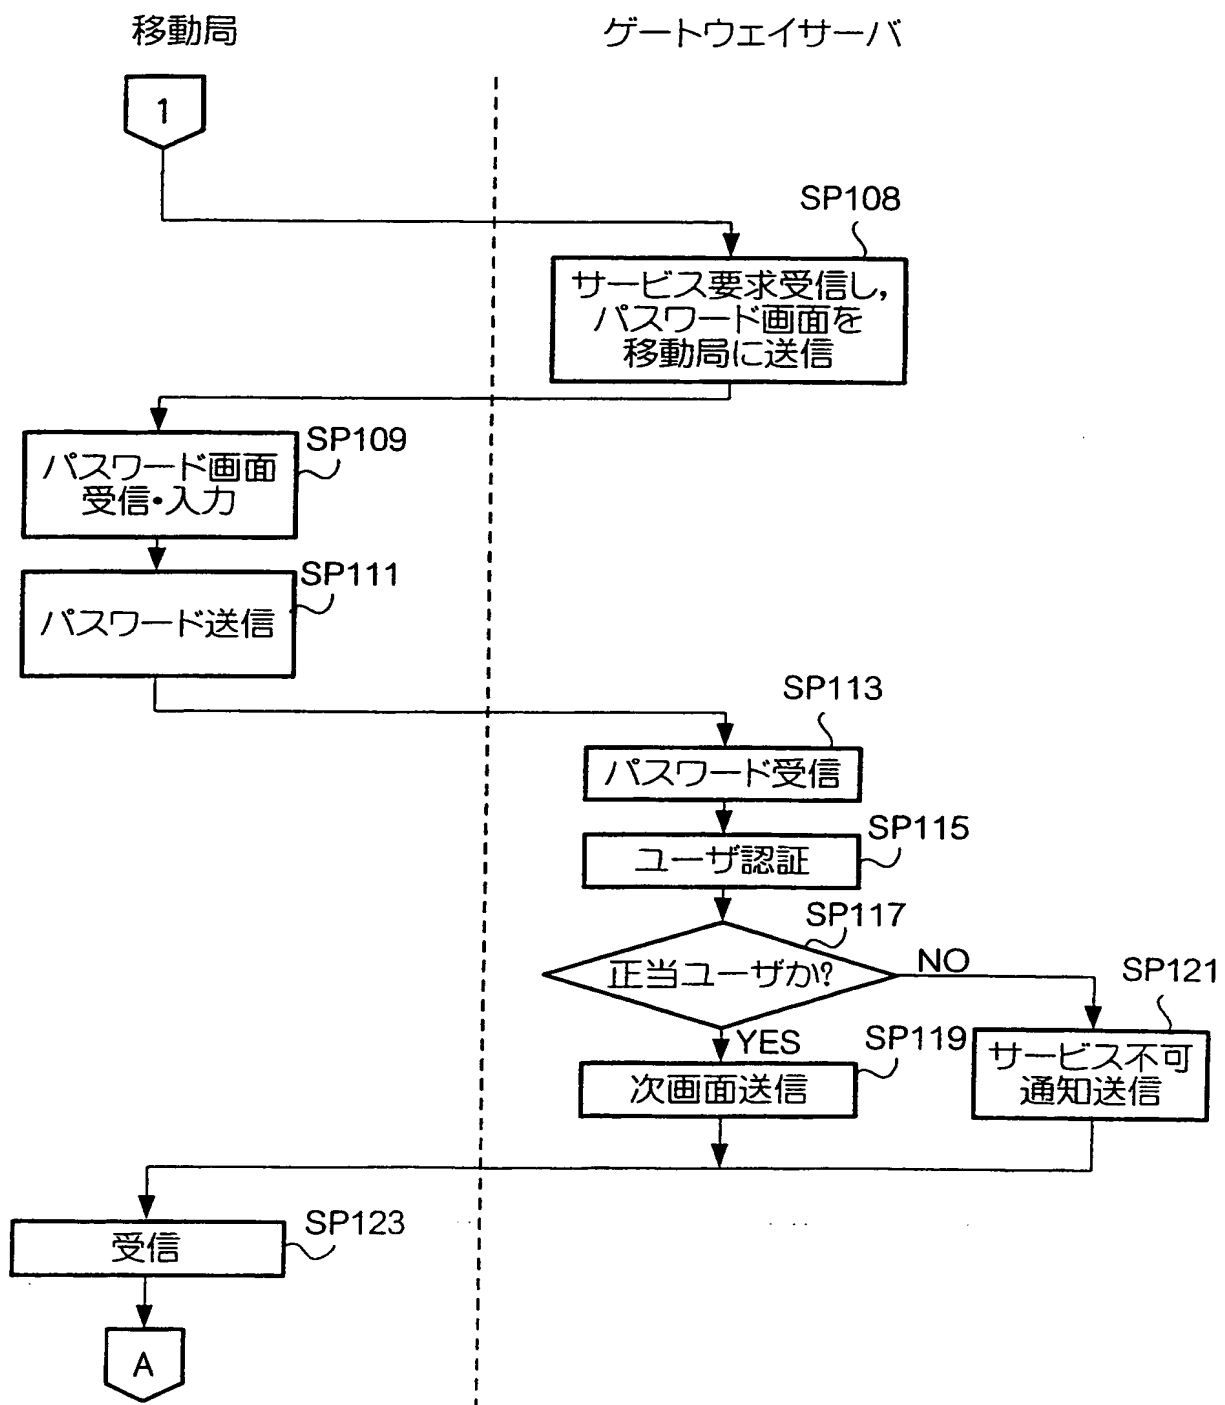 移動局
ゲートウェイサーバ
1
SP108
サービス要求受信し,
パスワード画面を
移動局に送信
SP109
パスワード画面
受信・入力
SP111
パスワード送信
SP113
パスワード受信
SP115
ユーザ認証
SP117
正当ユーザか?
NO
SP121
YES
SP119
サービス不可
通知送信
次画面送信
SP123
受信
A